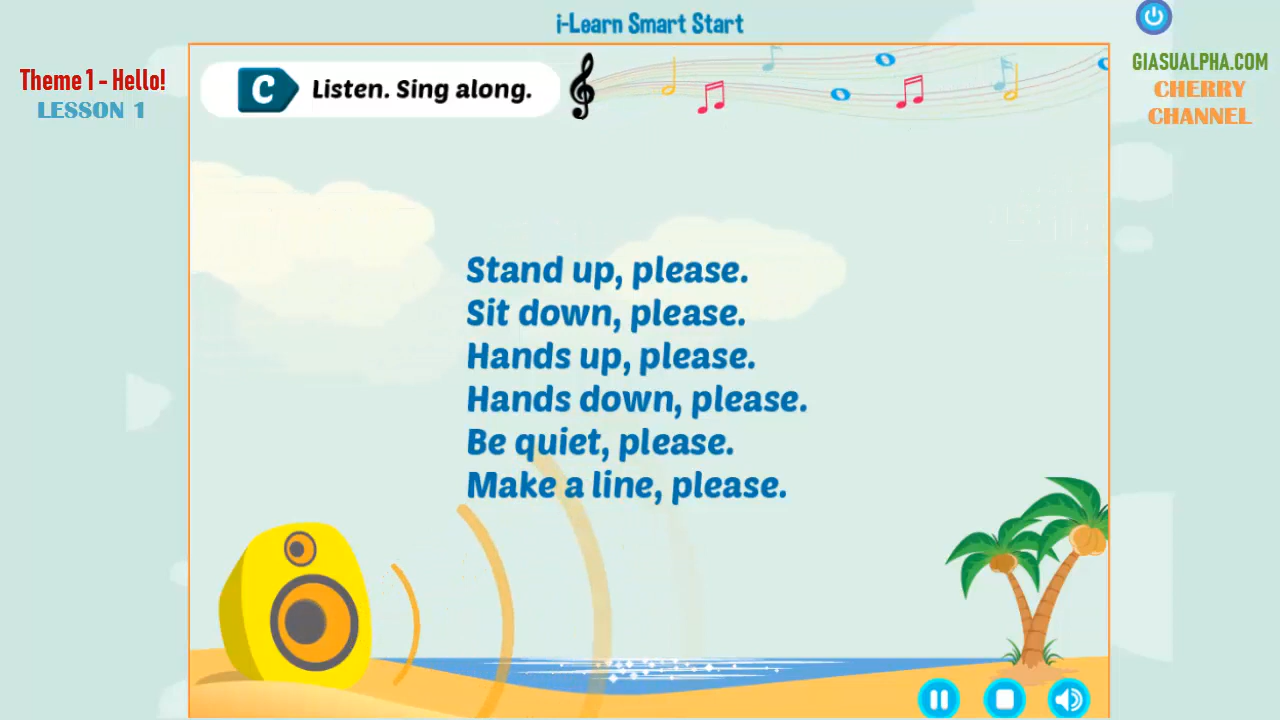 i-Learn Smart Start
Theme 1 - Hello!
LESSON 1
C Listen. Sing along.
GIASUALPHA.COM
CHERRY
CHANNEL
Stand up, please.
Sit down, please.
Hands up, please.
Hands down, please.
Be quiet, please.
Make a line, please.